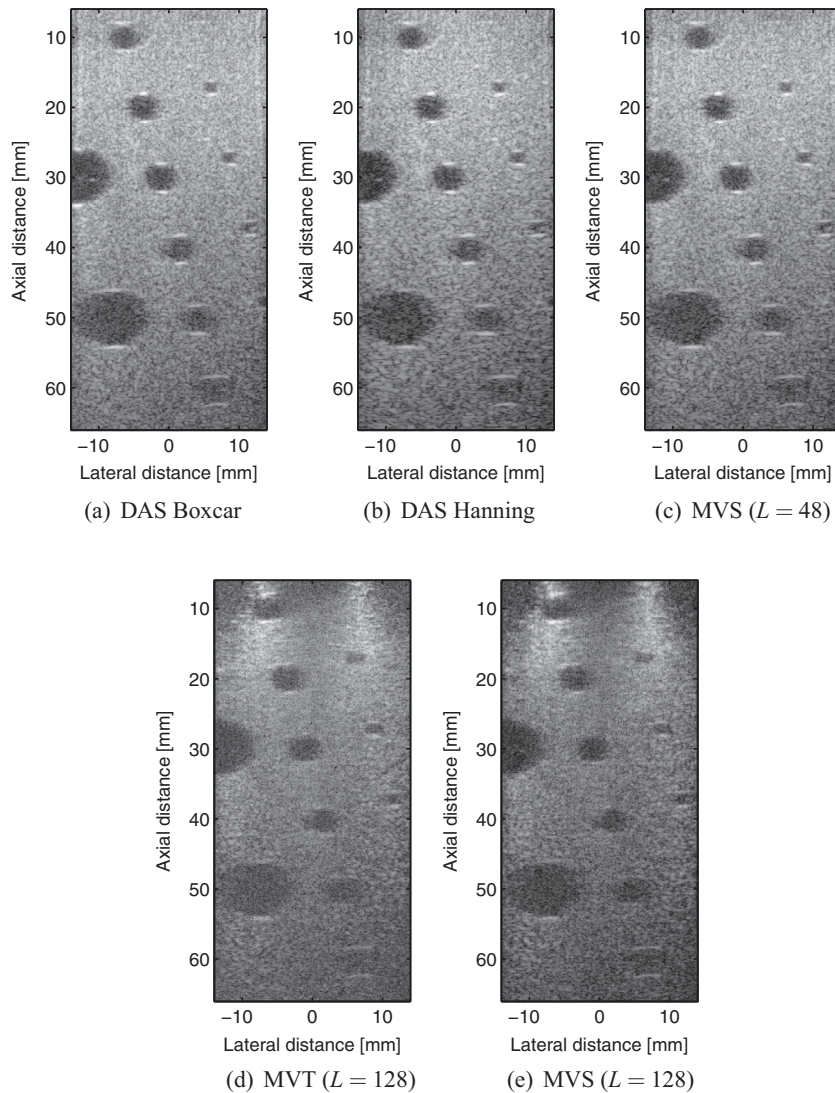 10
20
30
40
50
60
Axial distance [mm]
−10 0 10
Lateral distance [mm]
(a) DAS Boxcar
10
20
30
40
50
60
Axial distance [mm]
−10 0 10
Lateral distance [mm]
(b) DAS Hanning
10
20
30
40
50
60
Axial distance [mm]
−10 0 10
Lateral distance [mm]
(c) MVS (L = 48)
10
20
30
40
50
60
Axial distance [mm]
−10 0 10
Lateral distance [mm]
(d) MVT (L = 128)
10
20
30
40
50
60
Axial distance [mm]
−10 0 10
Lateral distance [mm]
(e) MVS (L = 128)